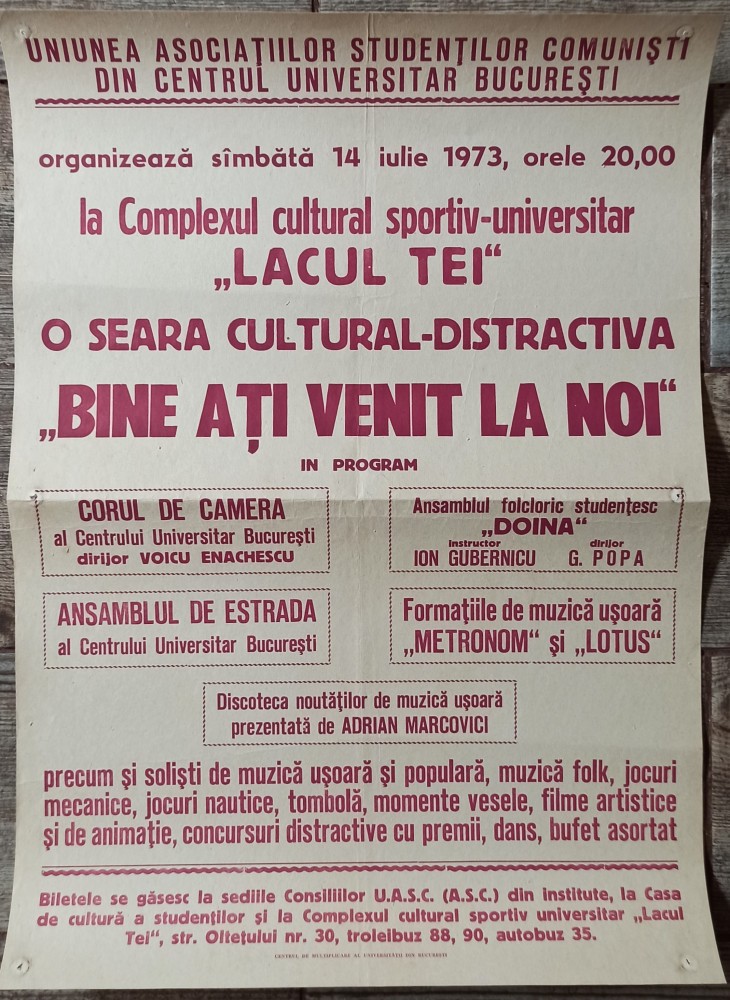 UNIUNEA ASOCIAȚIILOR STUDENȚILOR COMUNIȘTI
DIN CENTRUL UNIVERSITAR BUCUREȘTI
organizează sîmbătă 14 iulie 1973, orele 20,00
la Complexul cultural sportiv-universitar
„LACUL TEI“
O SEARA CULTURAL-DISTRACTIVA
„BINE AȚI VENIT LA NOI“
IN PROGRAM
CORUL DE CAMERA
al Centrului Universitar București
dirijor VOICU ENACHESCU
Ansamblul folcloric studențesc
„DOINA“
instructor dirijor
ION GUBERNICU G. POPA
ANSAMBLUL DE ESTRADA
al Centrului Universitar București
Formațiile de muzică ușoară
„METRONOM“ și „LOTUS“
Discoteca noutăților de muzică ușoară
prezentată de ADRIAN MARCOVICI
precum și soliști de muzică ușoară și populară, muzică folk, jocuri
mecanice, jocuri nautice, tombolă, momente vesele, filme artistice
și de animație, concursuri distractive cu premii, dans, bufet asortat
Biletele se găsesc la sediile Consiliilor U.A.S.C. (A.S.C.) din institute, la Casa
de cultură a studenților și la Complexul cultural sportiv universitar „Lacul
Tei“, str. Oltețului nr. 30, troleibuz 88, 90, autobuz 35.
CENTRUL DE MULTIPLICARE AL UNIVERSITĂȚII DIN BUCUREȘTI